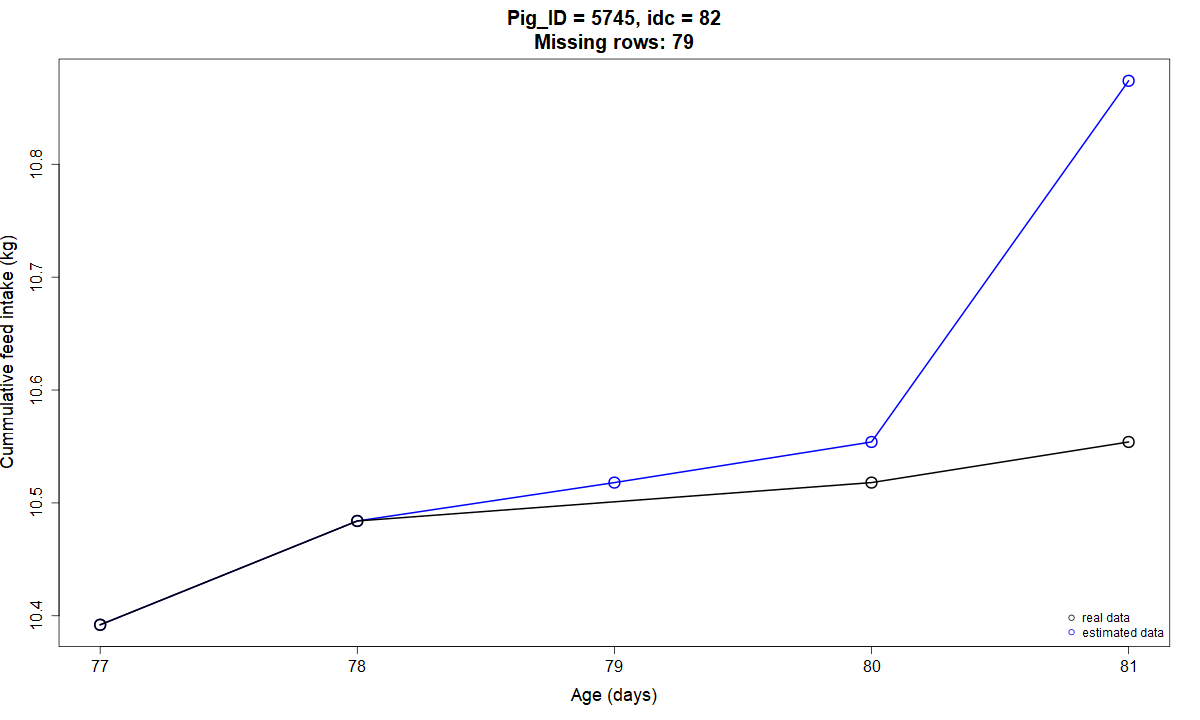 Pig_ID = 5745, idc = 82
Missing rows: 79
Cummulative feed intake (kg)
10.8
10.7
10.6
10.5
10.4
77 78 79 80 81
Age (days)
real data
estimated data